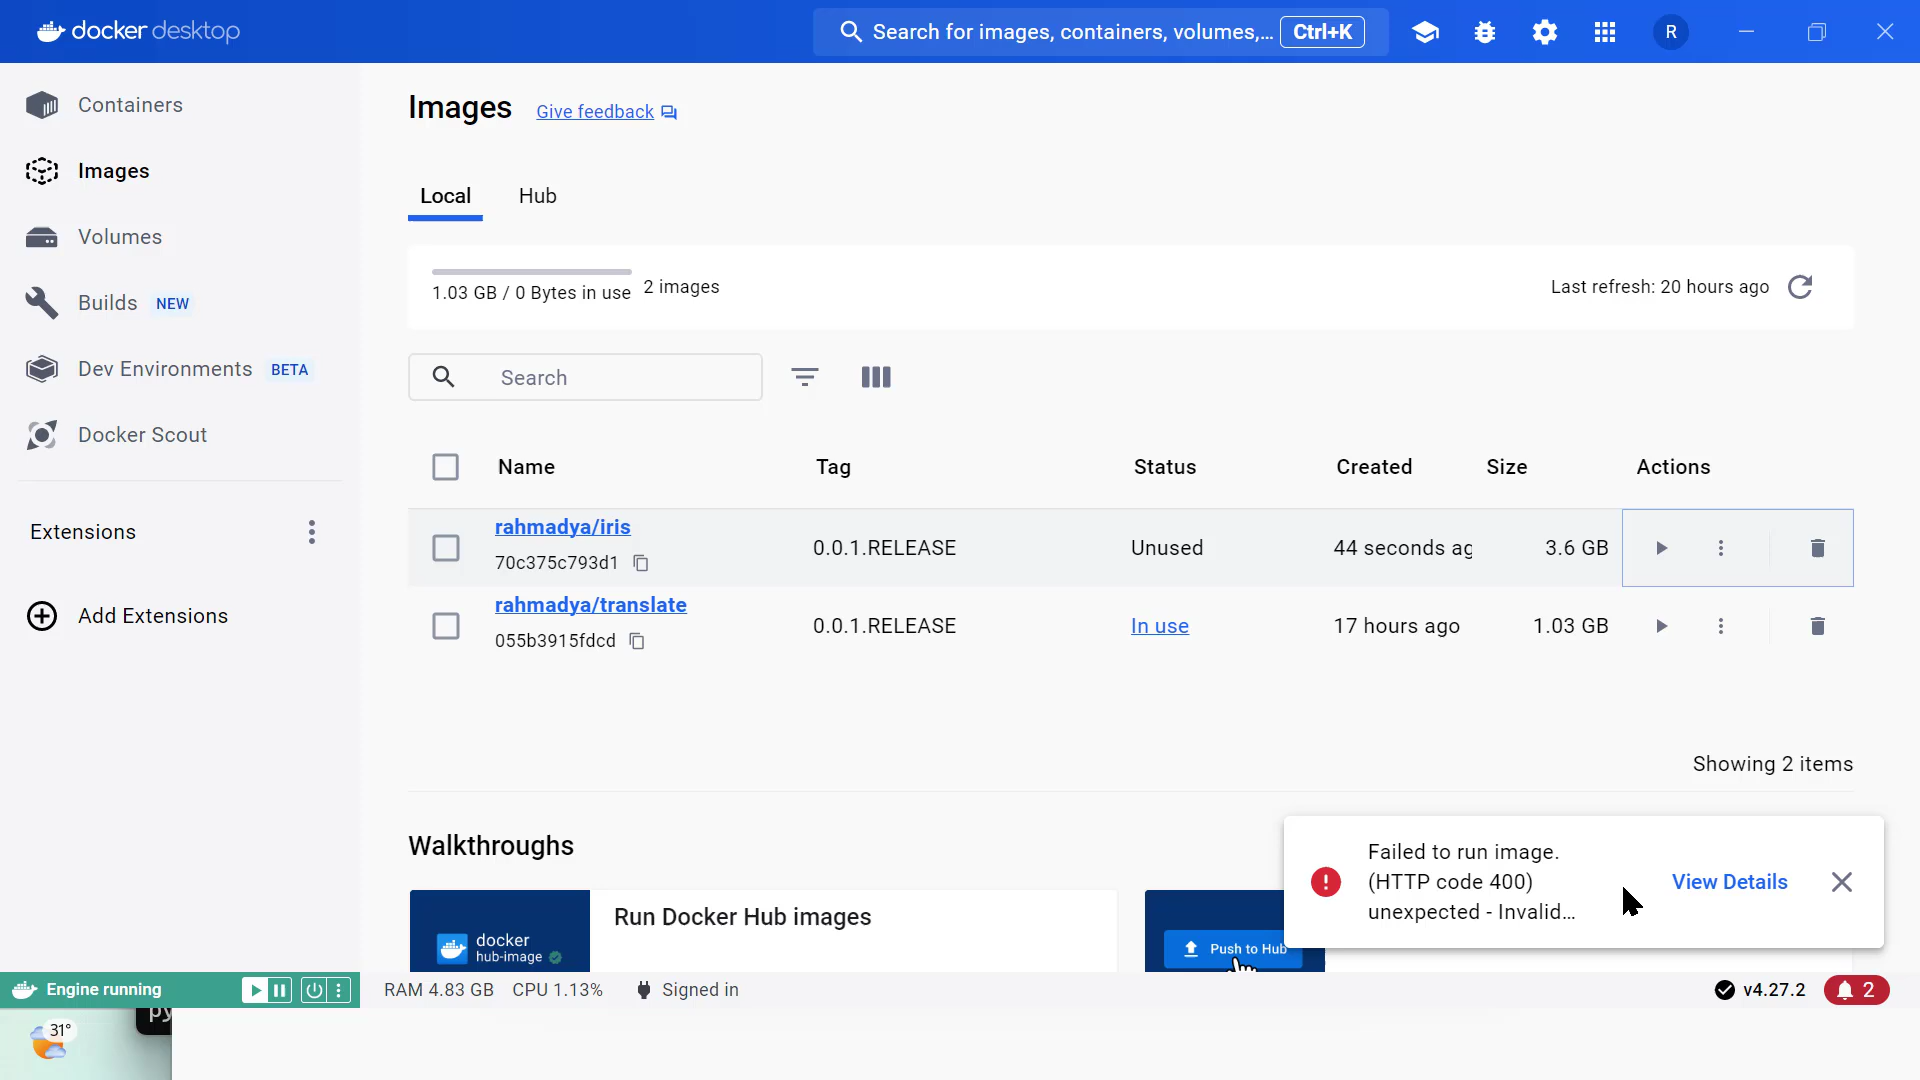 docker desktop
Search for images, containers, volumes,... Ctrl+K
R
Containers
Images
Volumes
Builds NEW
Dev Environments BETA
Docker Scout
Extensions
Add Extensions
Images Give feedback
Local Hub
1.03 GB / 0 Bytes in use 2 images
Last refresh: 20 hours ago
Search
Name Tag Status Created Size Actions
rahmadya/iris
70c375c793d1
0.0.1.RELEASE Unused 44 seconds ag 3.6 GB
rahmadya/translate
055b3915fdcd
0.0.1.RELEASE In use 17 hours ago 1.03 GB
Showing 2 items
Walkthroughs
docker
hub-image
Run Docker Hub images
Push to Hub
Failed to run image.
(HTTP code 400)
unexpected - Invalid...
View Details
Engine running
RAM 4.83 GB CPU 1.13% Signed in
v4.27.2 2
py
31°